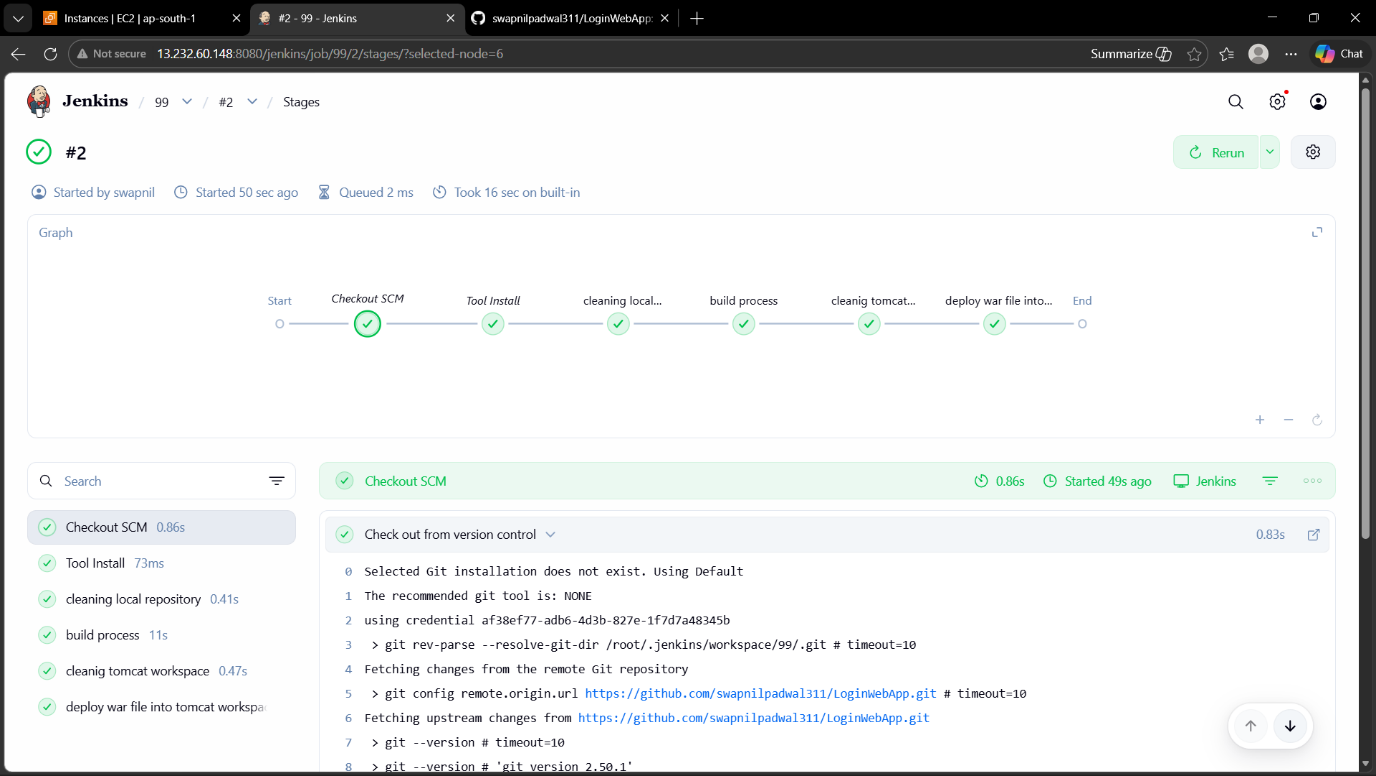 Instances | EC2 | ap-south-1
#2 - 99 - Jenkins
swapnilpadwal311/LoginWebApp:
Not secure 13.232.60.148:8080/jenkins/job/99/2/stages/?selected-node=6
Summarize
Chat
Jenkins / 99 / #2 / Stages
#2
Rerun
Started by swapnil Started 50 sec ago Queued 2 ms Took 16 sec on built-in
Graph
Start Checkout SCM Tool Install cleaning local... build process cleanig tomcat... deploy war file into... End
Search
Checkout SCM 0.86s Started 49s ago Jenkins
Checkout SCM 0.86s
Tool Install 73ms
cleaning local repository 0.41s
build process 11s
cleanig tomcat workspace 0.47s
deploy war file into tomcat workspa
Check out from version control 0.83s
0 Selected Git installation does not exist. Using Default
1 The recommended git tool is: NONE
2 using credential af38ef77-adb6-4d3b-827e-1f7d7a48345b
3 > git rev-parse --resolve-git-dir /root/.jenkins/workspace/99/.git # timeout=10
4 Fetching changes from the remote Git repository
5 > git config remote.origin.url https://github.com/swapnilpadwal311/LoginWebApp.git # timeout=10
6 Fetching upstream changes from https://github.com/swapnilpadwal311/LoginWebApp.git
7 > git --version # timeout=10
8 > git --version # 'git version 2.50.1'